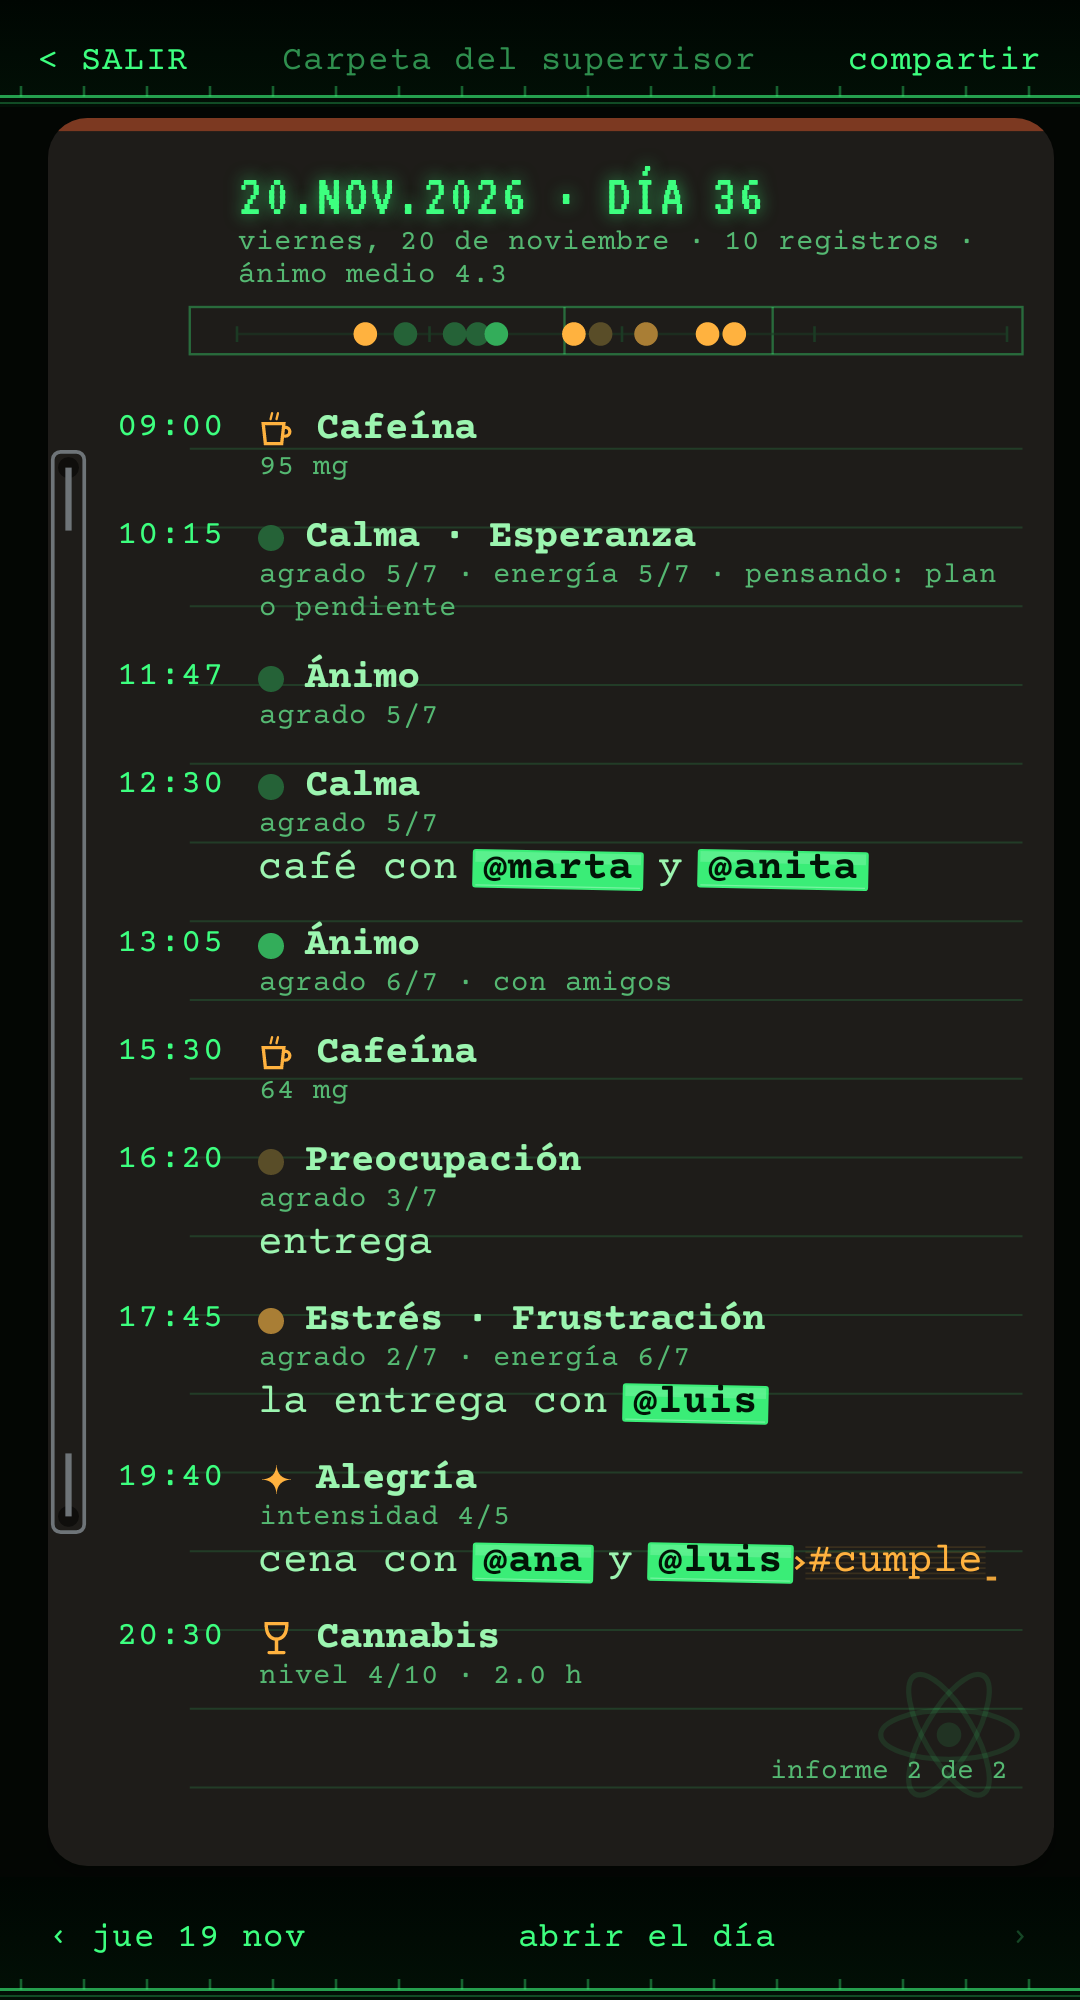 < SALIR Carpeta del supervisor compartir
20.NOV.2026 · DÍA 36
viernes, 20 de noviembre · 10 registros ·
ánimo medio 4.3
09:00 Cafeína
95 mg
10:15 Calma · Esperanza
agrado 5/7 · energía 5/7 · pensando: plan
o pendiente
11:47 Ánimo
agrado 5/7
12:30 Calma
agrado 5/7
café con @marta y @anita
13:05 Ánimo
agrado 6/7 · con amigos
15:30 Cafeína
64 mg
16:20 Preocupación
agrado 3/7
entrega
17:45 Estrés · Frustración
agrado 2/7 · energía 6/7
la entrega con @luis
19:40 Alegría
intensidad 4/5
cena con @ana y @luis›#cumple_
20:30 Cannabis
nivel 4/10 · 2.0 h
informe 2 de 2
‹ jue 19 nov abrir el día ›